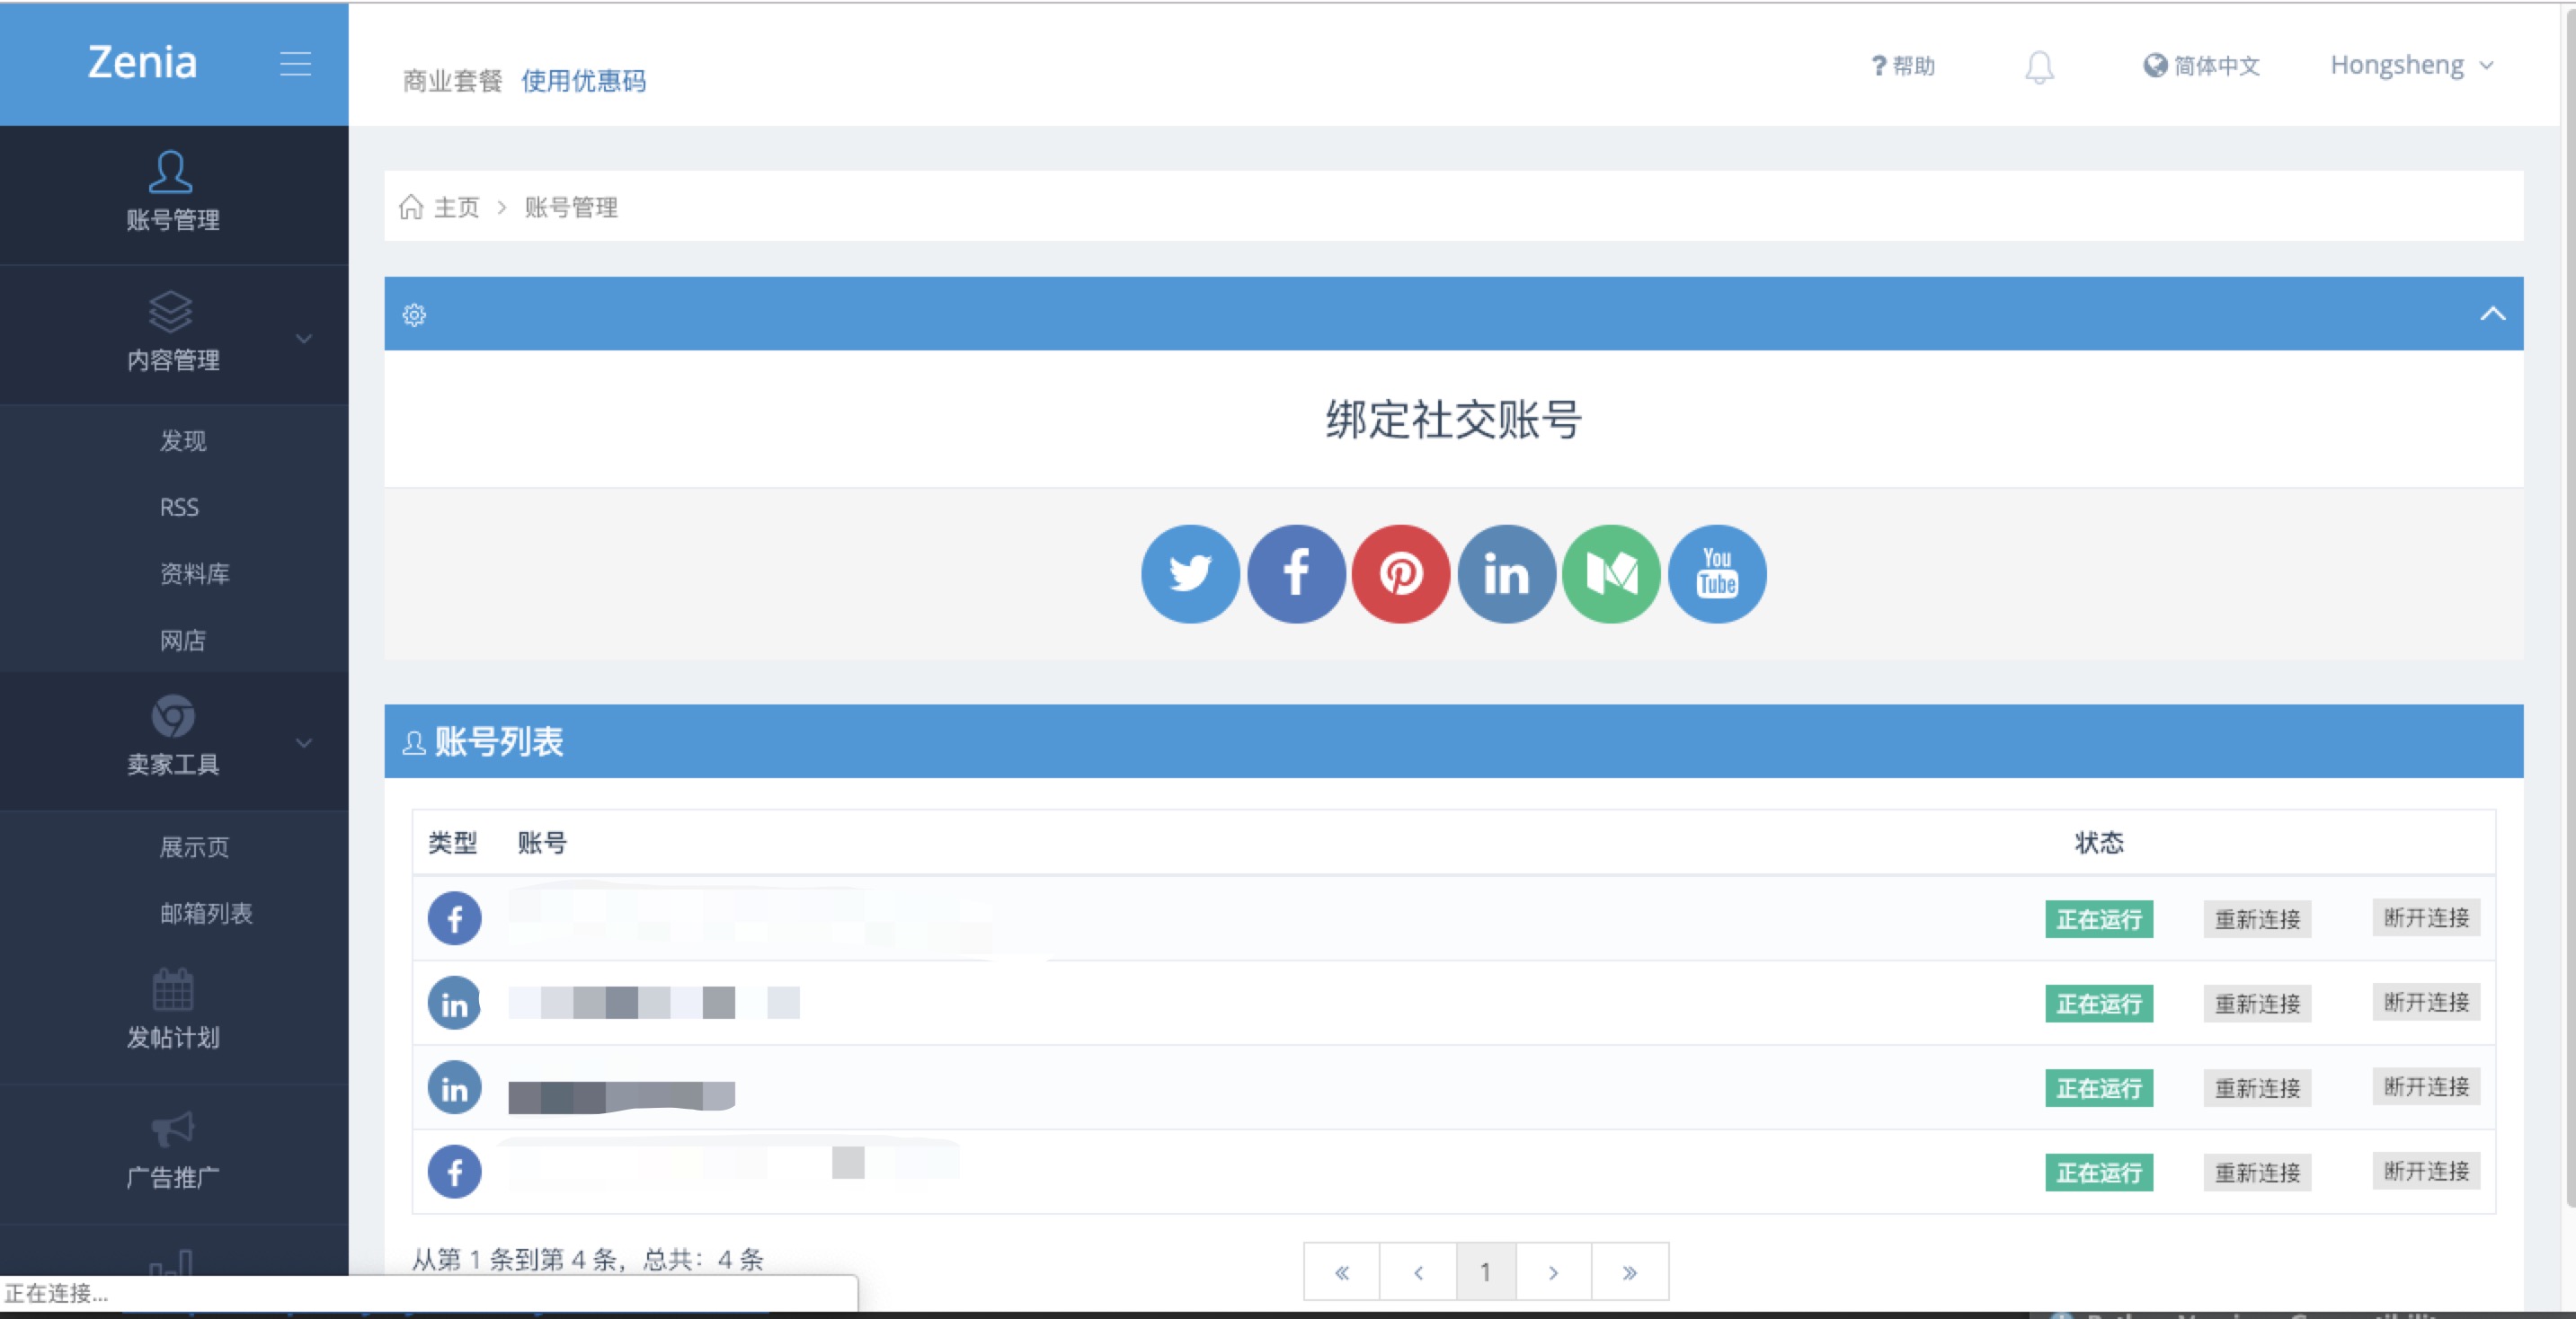 Zenia
商业套餐 使用优惠码
? 帮助
简体中文
Hongsheng
账号管理
内容管理
发现
RSS
资料库
网店
卖家工具
展示页
邮箱列表
发帖计划
广告推广
主页 > 账号管理
绑定社交账号
You
Tube
账号列表
类型 账号 状态
正在运行 重新连接 断开连接
正在运行 重新连接 断开连接
正在运行 重新连接 断开连接
正在运行 重新连接 断开连接
从第 1 条到第 4 条，总共：4 条
« ‹ 1 › »
正在连接...